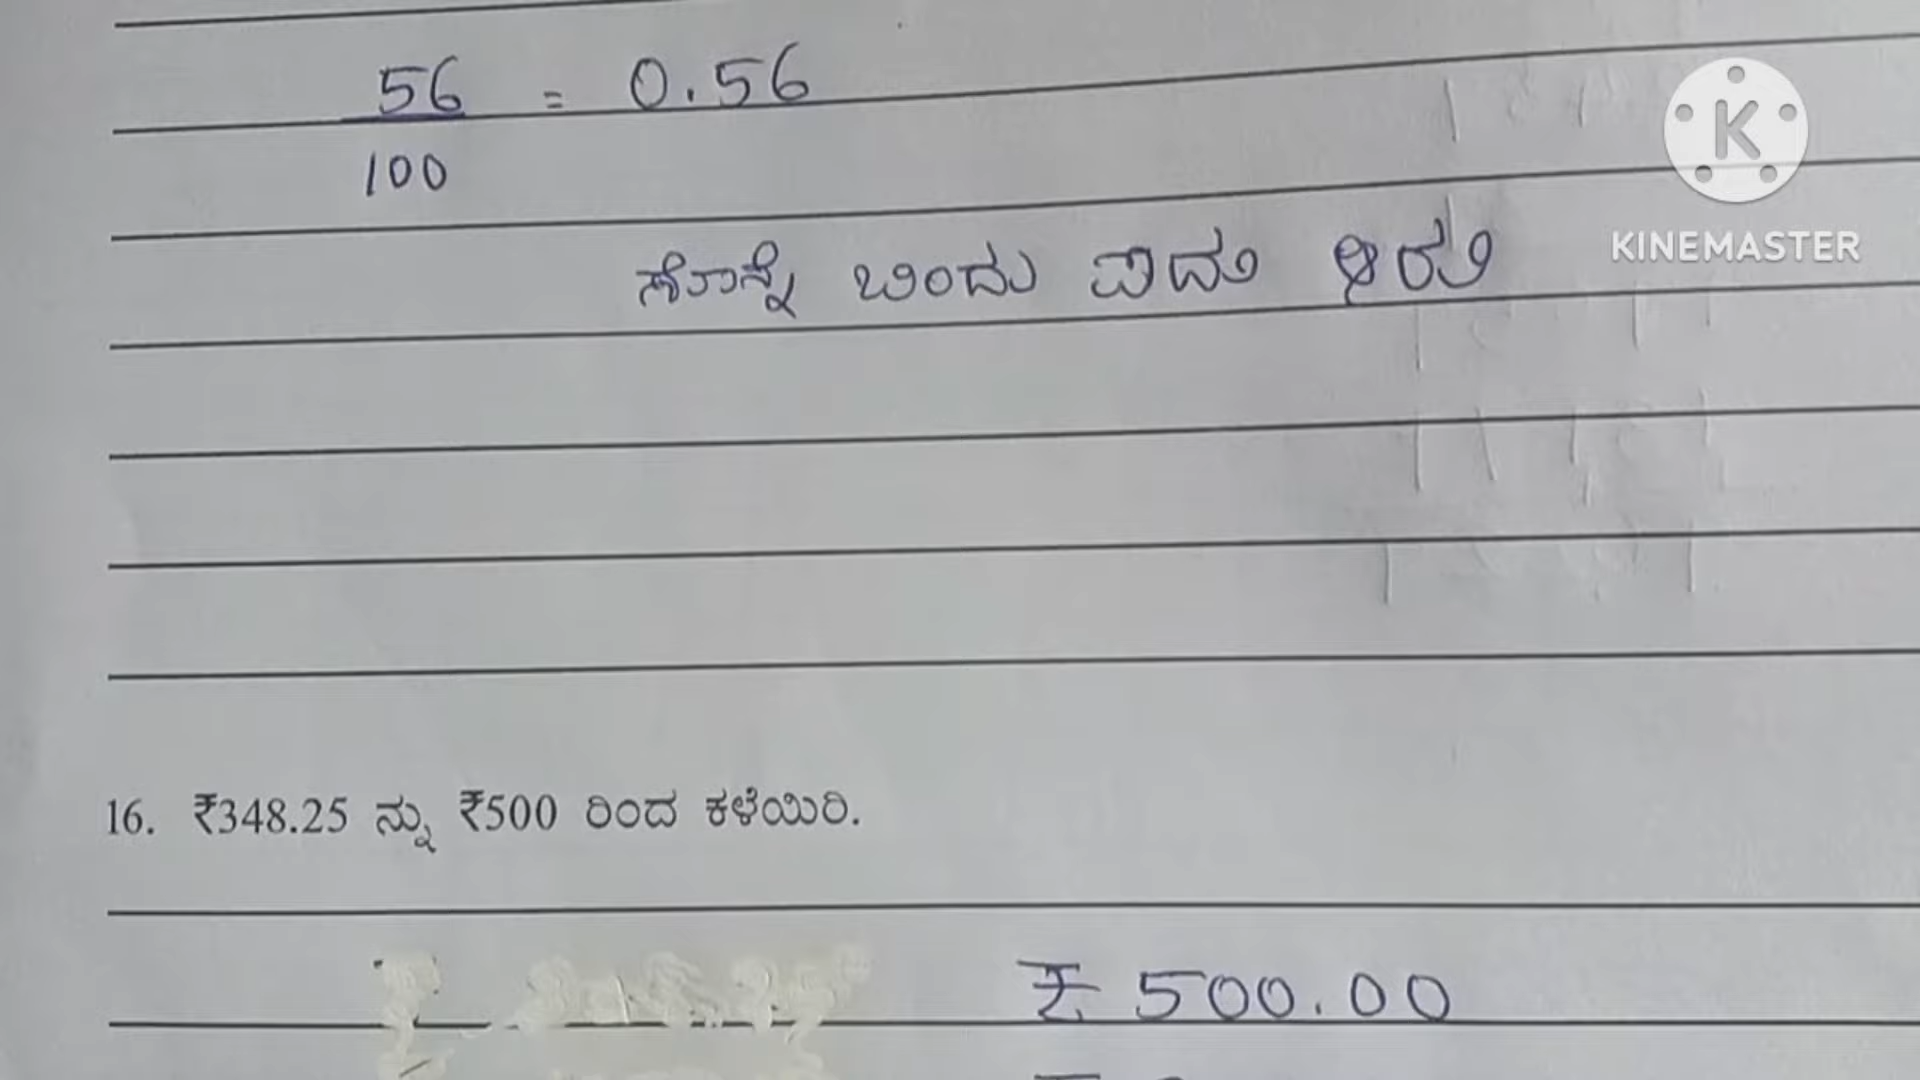 56 = 0.56
100
ಸೊನ್ನೆ ಬಿಂದು ಐದು ಆರು
K
KINEMASTER
16. ₹348.25 ನ್ನು ₹500 ರಿಂದ ಕಳೆಯಿರಿ.
₹ 500.00